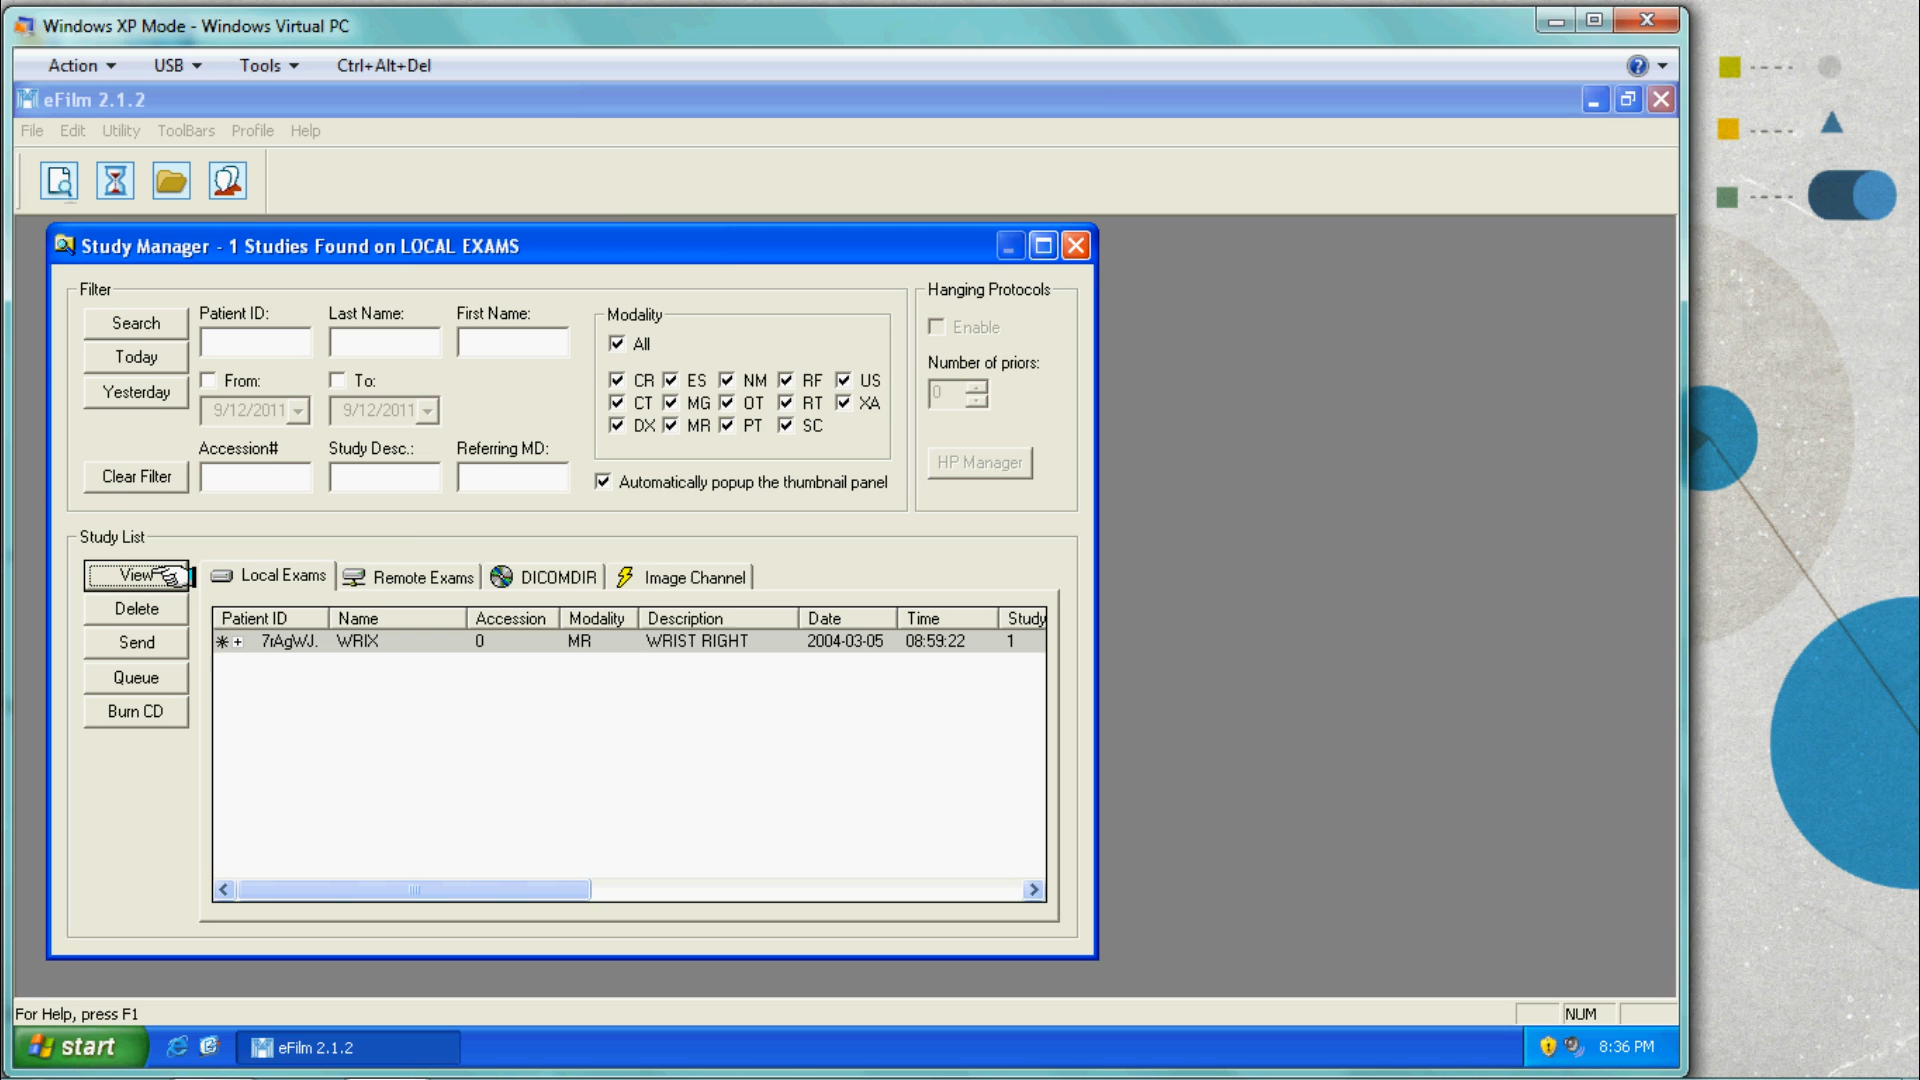 Windows XP Mode - Windows Virtual PC
Action USB Tools Ctrl+Alt+Del
eFilm 2.1.2
File Edit Utility ToolBars Profile Help
Study Manager - 1 Studies Found on LOCAL EXAMS
Filter
Hanging Protocols
Search
Patient ID: Last Name: First Name:
Modality
Enable
All
Today
Number of priors:
Yesterday
From: To:
CR ES NM RF US
0
9/12/2011 9/12/2011
CT MG OT RT XA
DX MR PT SC
Accession# Study Desc.: Referring MD:
HP Manager
Clear Filter
Automatically popup the thumbnail panel
Study List
View
Local Exams Remote Exams DICOMDIR Image Channel
Delete
Patient ID Name Accession Modality Description Date Time Study
Send
7rAgWJ. WRIX 0 MR WRIST RIGHT 2004-03-05 08:59:22 1
Queue
Burn CD
For Help, press F1
NUM
start
eFilm 2.1.2
8:36 PM